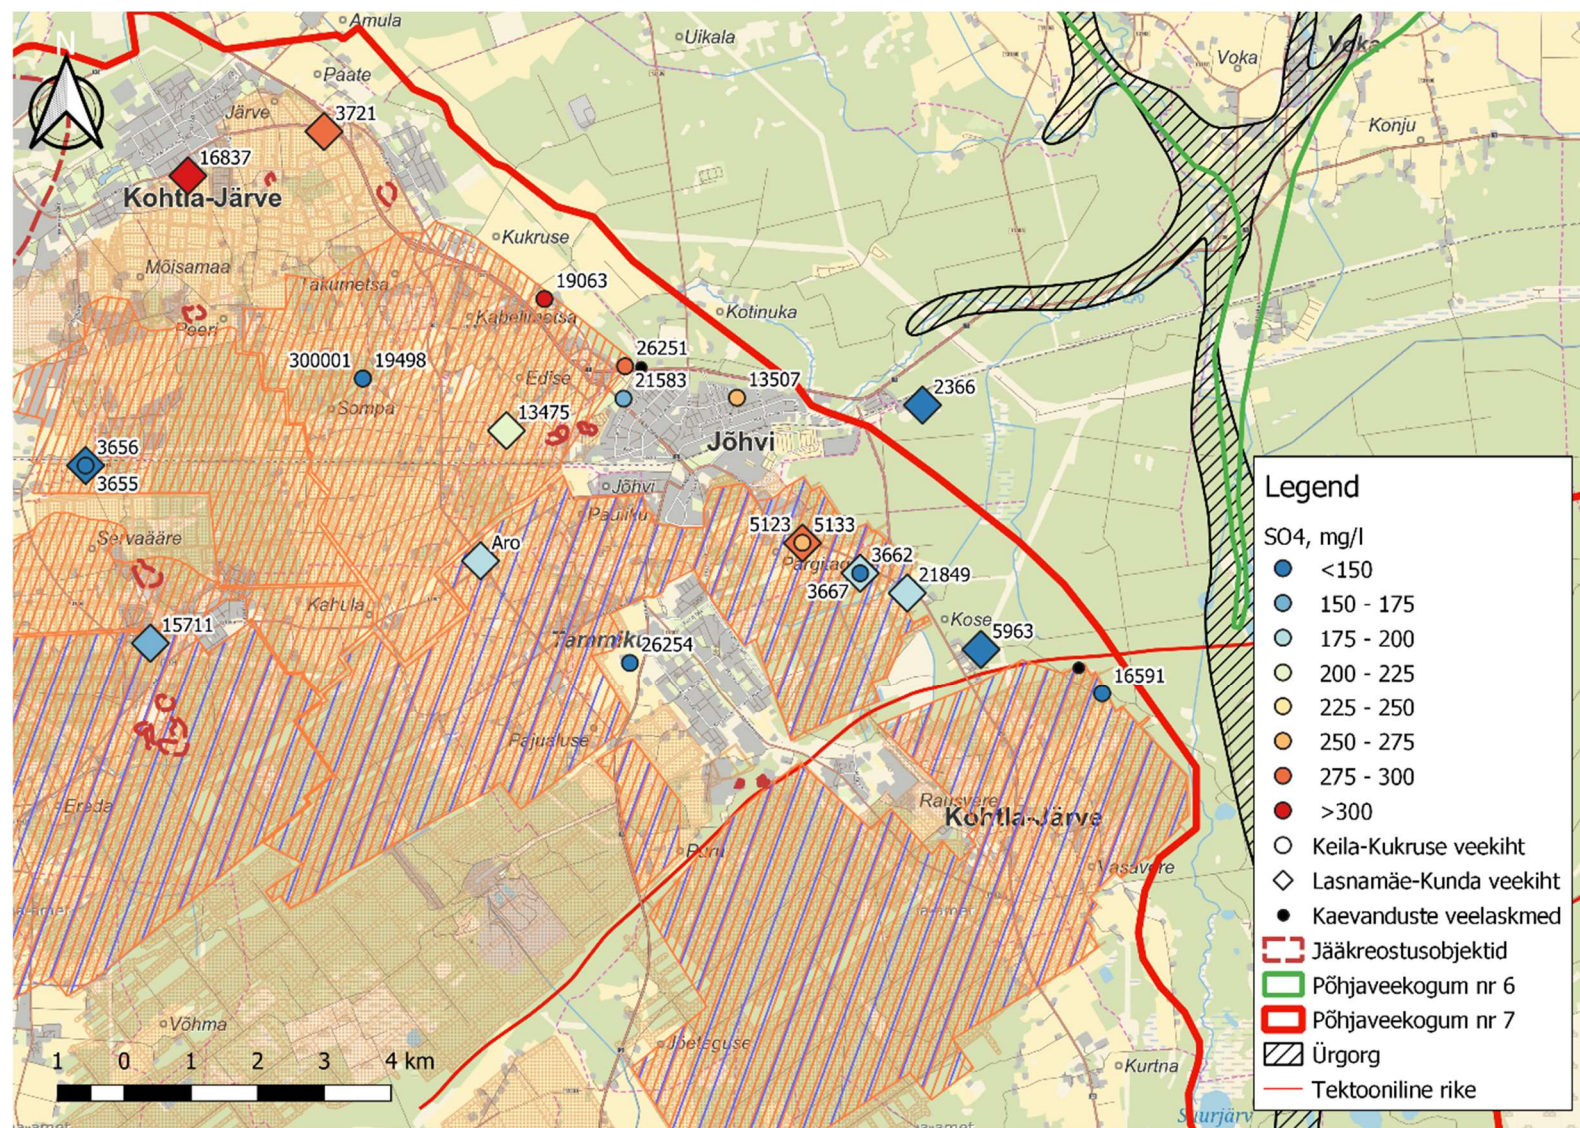 N
Amula
Uikala
Voka
Voka
Paate
Järve
3721
Konju
16837
Kohtla-Järve
Kukruse
Mõisamaa
Täkumetsa
19063
Peeri
Kabelimetsa
Kotinuka
300001
19498
26251
Edise
21583
13507
2366
Sompa
13475
Jõhvi
3656
3655
Jõhvi
Pauliku
Servaääre
Aro
5123
5133
Pargitaguse
3662
3667
21849
Kahula
Kose
15711
Tammiku
26254
5963
16591
Pajualuse
Ereda
Rausvere
Kohtla-Järve
Puru
Vasavere
Võhma
Jõetaguse
Kurtna
Suurjärv
1 0 1 2 3 4 km
Legend
SO4, mg/l
<150
150 - 175
175 - 200
200 - 225
225 - 250
250 - 275
275 - 300
>300
Keila-Kukruse veekiht
Lasnamäe-Kunda veekiht
Kaevanduste veelaskmed
Jääkreostusobjektid
Põhjaveekogum nr 6
Põhjaveekogum nr 7
Ürgorg
Tektooniline rike